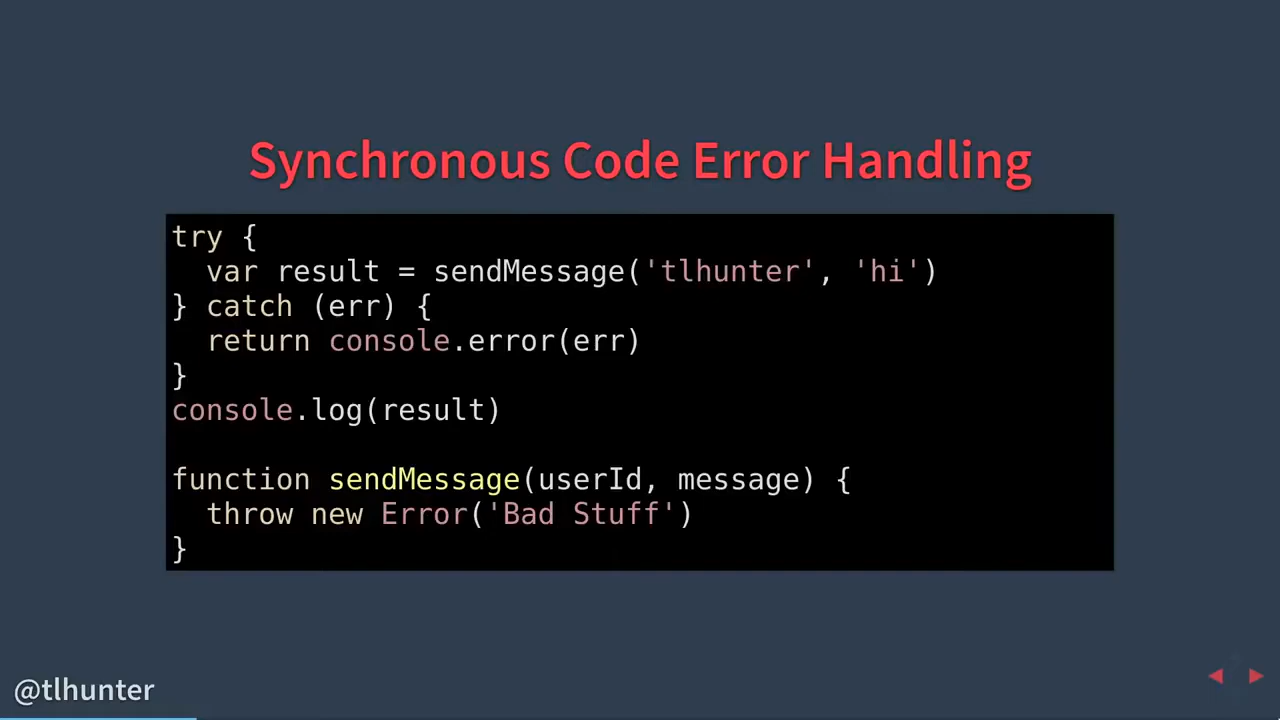 Synchronous Code Error Handling
try {
  var result = sendMessage('tlhunter', 'hi')
} catch (err) {
  return console.error(err)
}
console.log(result)

function sendMessage(userId, message) {
  throw new Error('Bad Stuff')
}
@tlhunter